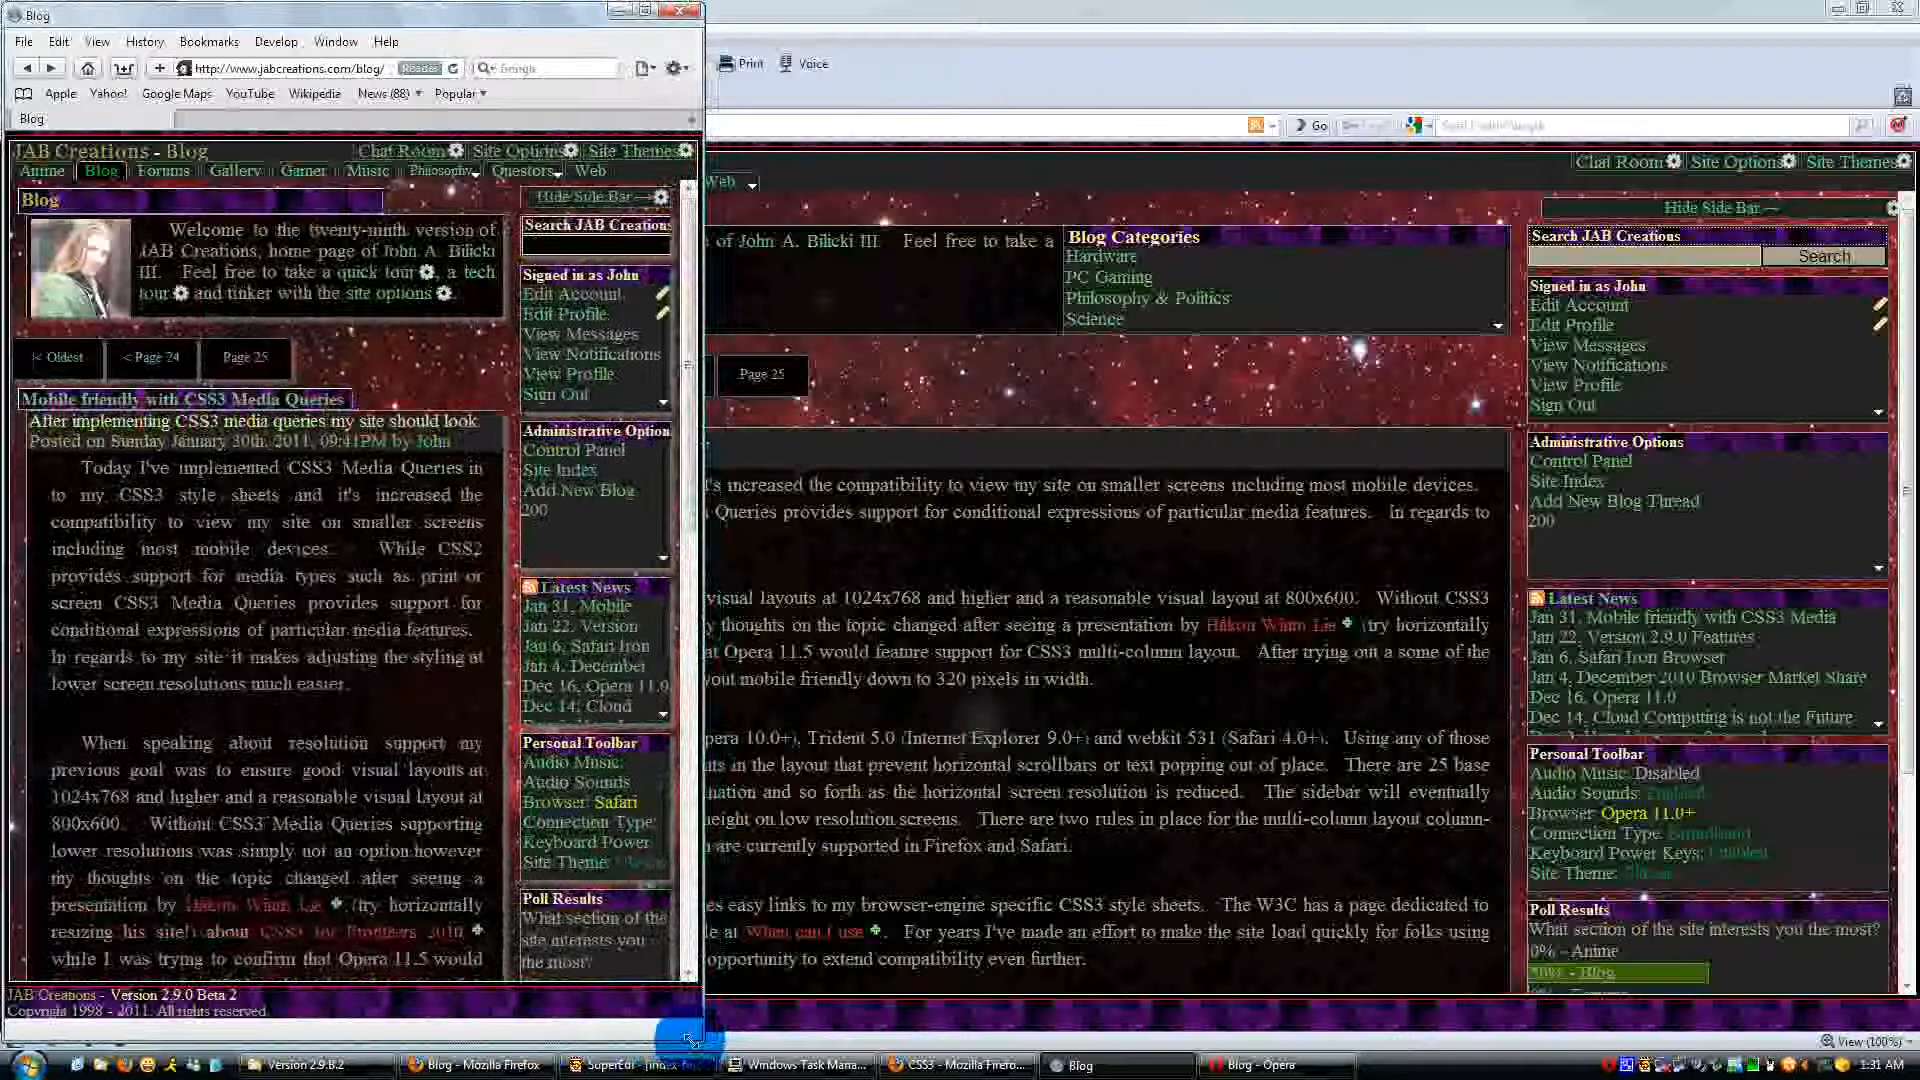 Blog
File Edit View History Bookmarks Develop Window Help
http://www.jabcreations.com/blog/ Reader Google
Apple Yahoo! Google Maps YouTube Wikipedia News (88) Popular
Blog
JAB Creations - Blog
Chat Room Site Options Site Themes
Anime Blog Forums Gallery Gamer Music Philosophy Questors Web
Blog
Welcome to the twenty-ninth version of
JAB Creations, home page of John A. Bilicki
III. Feel free to take a quick tour, a tech
tour and tinker with the site options.
|< Oldest < Page 24 Page 25
Mobile friendly with CSS3 Media Queries
After implementing CSS3 media queries my site should look
Posted on Sunday January 30th, 2011, 09:41PM by John
Today I've implemented CSS3 Media Queries in
to my CSS3 style sheets and it's increased the
compatibility to view my site on smaller screens
including most mobile devices. While CSS2
provides support for media types such as print or
screen CSS3 Media Queries provides support for
conditional expressions of particular media features.
In regards to my site it makes adjusting the styling at
lower screen resolutions much easier.
When speaking about resolution support my
previous goal was to ensure good visual layouts at
1024x768 and higher and a reasonable visual layout at
800x600. Without CSS3 Media Queries supporting
lower resolutions was simply not an option however
my thoughts on the topic changed after seeing a
presentation by Håkon Wium Lie (try horizontally
resizing his site!) about CSS for Printers 2010
while I was trying to confirm that Opera 11.5 would
Hide Side Bar —
Search JAB Creations
Signed in as John
Edit Account
Edit Profile
View Messages
View Notifications
View Profile
Sign Out
Administrative Option
Control Panel
Site Index
Add New Blog
200
Latest News
Jan 31, Mobile
Jan 22, Version
Jan 6, Safari Iron
Jan 4, December
Dec 16, Opera 11.0
Dec 14, Cloud
Personal Toolbar
Audio Music:
Audio Sounds
Browser: Safari
Connection Type:
Keyboard Power
Site Theme:
Poll Results
What section of the
site interests you
the most?
JAB Creations - Version 2.9.0 Beta 2
Copyright 1998 - 2011. All rights reserved.
Print Voice
Go
Chat Room Site Options Site Themes
Web
of John A. Bilicki III. Feel free to take a
Blog Categories
Hardware
PC Gaming
Philosophy & Politics
Science
Page 25
's increased the compatibility to view my site on smaller screens including most mobile devices.
Queries provides support for conditional expressions of particular media features. In regards to
visual layouts at 1024x768 and higher and a reasonable visual layout at 800x600. Without CSS3
y thoughts on the topic changed after seeing a presentation by Håkon Wium Lie (try horizontally
at Opera 11.5 would feature support for CSS3 multi-column layout. After trying out a some of the
yout mobile friendly down to 320 pixels in width.
pera 10.0+), Trident 5.0 (Internet Explorer 9.0+) and webkit 531 (Safari 4.0+). Using any of those
nts in the layout that prevent horizontal scrollbars or text popping out of place. There are 25 base
nation and so forth as the horizontal screen resolution is reduced. The sidebar will eventually
height on low resolution screens. There are two rules in place for the multi-column layout column-
are currently supported in Firefox and Safari.
es easy links to my browser-engine specific CSS3 style sheets. The W3C has a page dedicated to
le at When can I use. For years I've made an effort to make the site load quickly for folks using
opportunity to extend compatibility even further.
Hide Side Bar —
Search JAB Creations
Search
Signed in as John
Edit Account
Edit Profile
View Messages
View Notifications
View Profile
Sign Out
Administrative Options
Control Panel
Site Index
Add New Blog Thread
200
Latest News
Jan 31, Mobile friendly with CSS3 Media
Jan 22, Version 2.9.0 Features
Jan 6, Safari Iron Browser
Jan 4, December 2010 Browser Market Share
Dec 16, Opera 11.0
Dec 14, Cloud Computing is not the Future
Personal Toolbar
Audio Music: Disabled
Audio Sounds: Enabled
Browser: Opera 11.0+
Connection Type: Broadband
Keyboard Power Keys: Enabled
Site Theme:
Poll Results
What section of the site interests you the most?
0% - Anime
- Blog
View (100%)
Version 2.9.B.2 Blog - Mozilla Firefox SuperEdi - Windows Task Mana... CSS3 - Mozilla Firefo... Blog Blog - Opera 1:31 AM